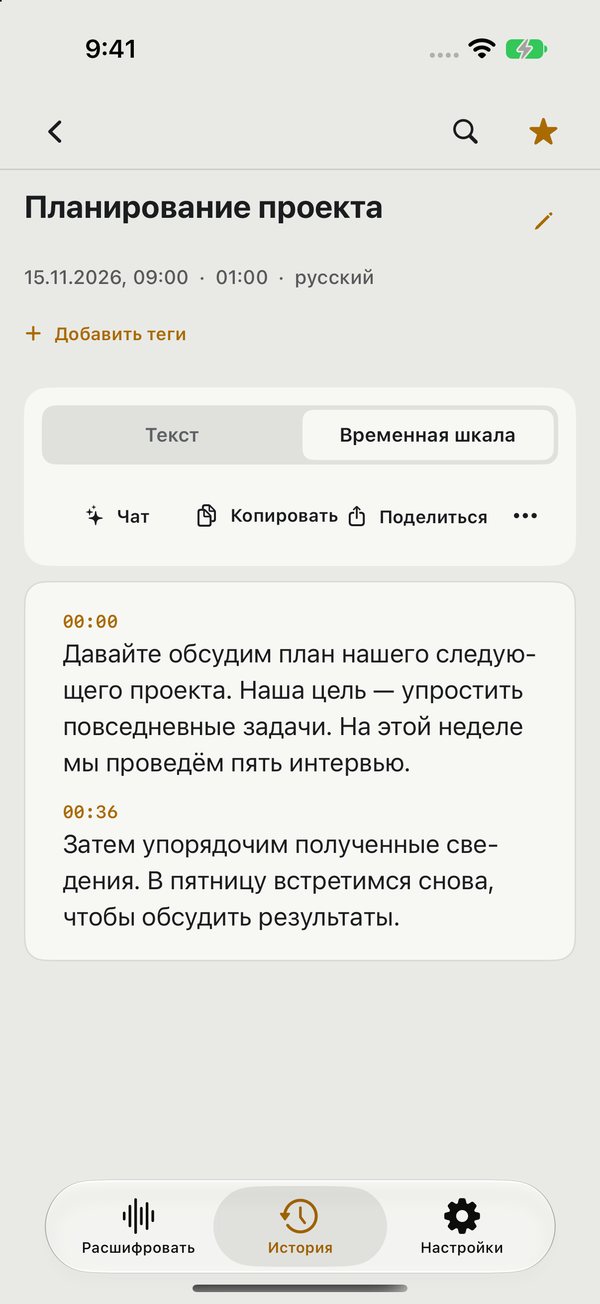 9:41
Планирование проекта
15.11.2026, 09:00 · 01:00 · русский
+ Добавить теги
Текст
Временная шкала
Чат
Копировать
Поделиться
00:00
Давайте обсудим план нашего следую-
щего проекта. Наша цель — упростить
повседневные задачи. На этой неделе
мы проведём пять интервью.
00:36
Затем упорядочим полученные све-
дения. В пятницу встретимся снова,
чтобы обсудить результаты.
Расшифровать
История
Настройки